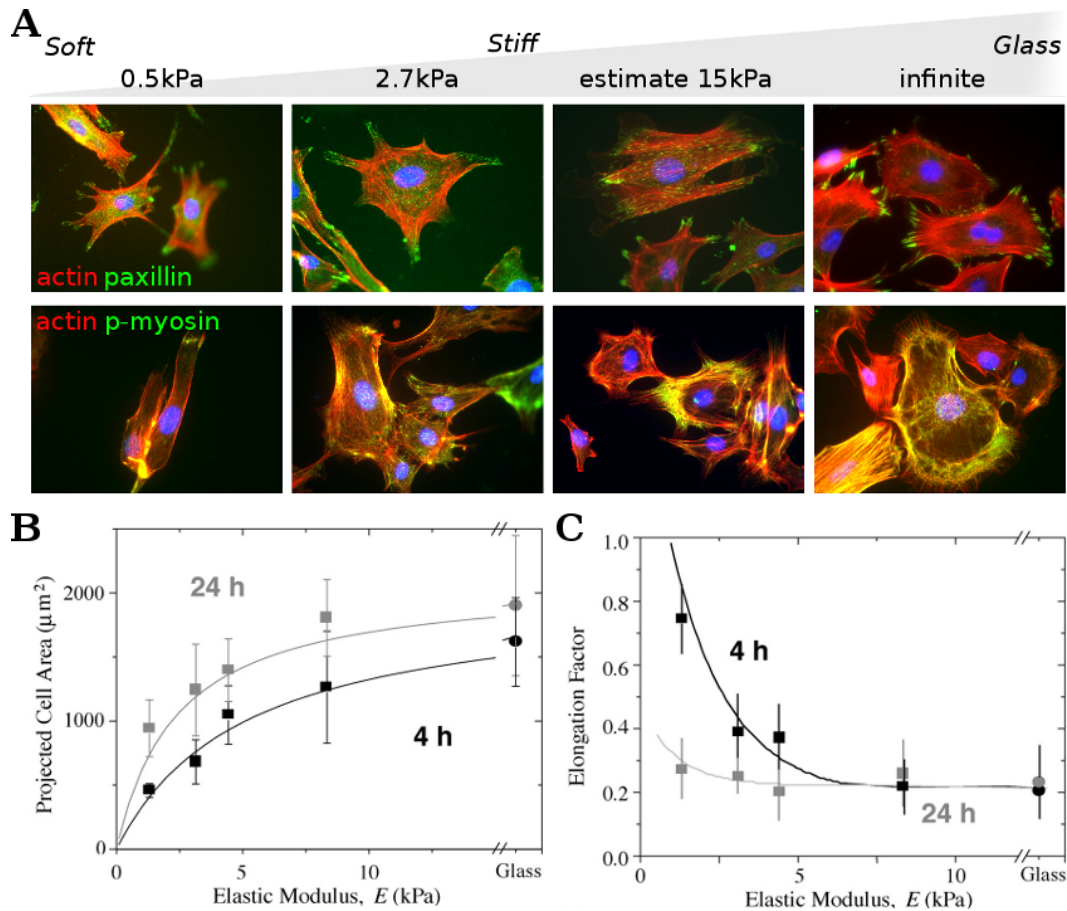 A
Soft
Stiff
Glass
0.5kPa
2.7kPa
estimate 15kPa
infinite
actin paxillin
actin p-myosin
B
24 h
4 h
Projected Cell Area (μm²)
2000
1000
0
0
5
10
Glass
Elastic Modulus, E (kPa)
C
4 h
24 h
Elongation Factor
1.0
0.8
0.6
0.4
0.2
0.0
0
5
10
Glass
Elastic Modulus, E (kPa)